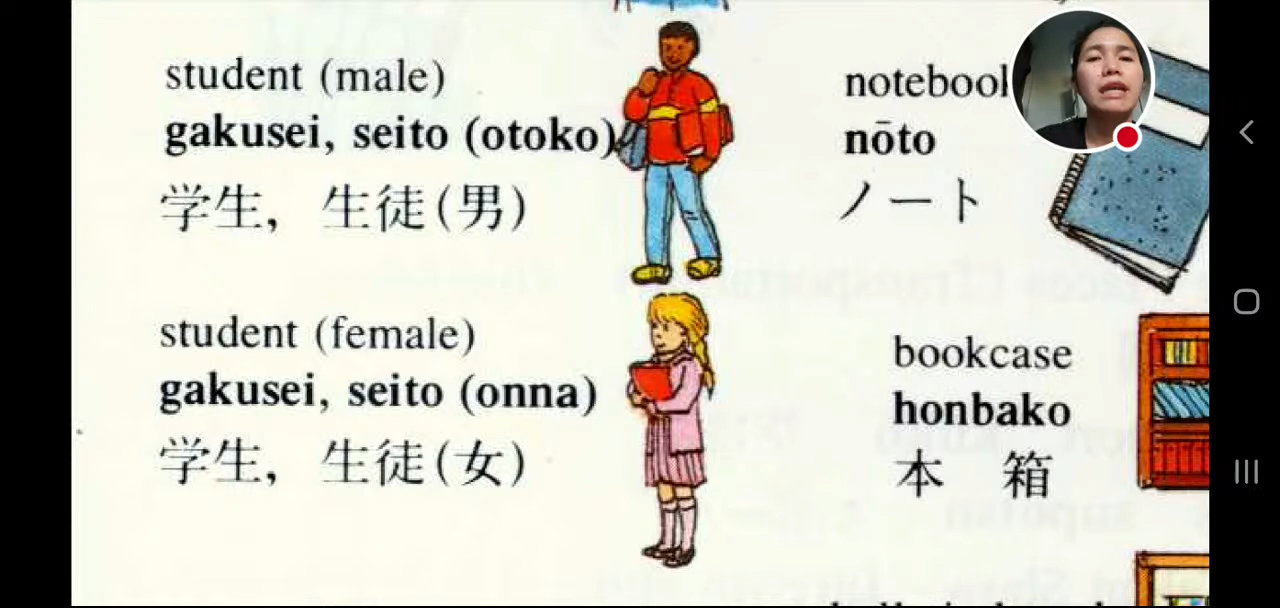 student (male)
gakusei, seito (otoko)
学生, 生徒(男)
student (female)
gakusei, seito (onna)
学生, 生徒(女)
nōto
ノート
bookcase
honbako
本 箱